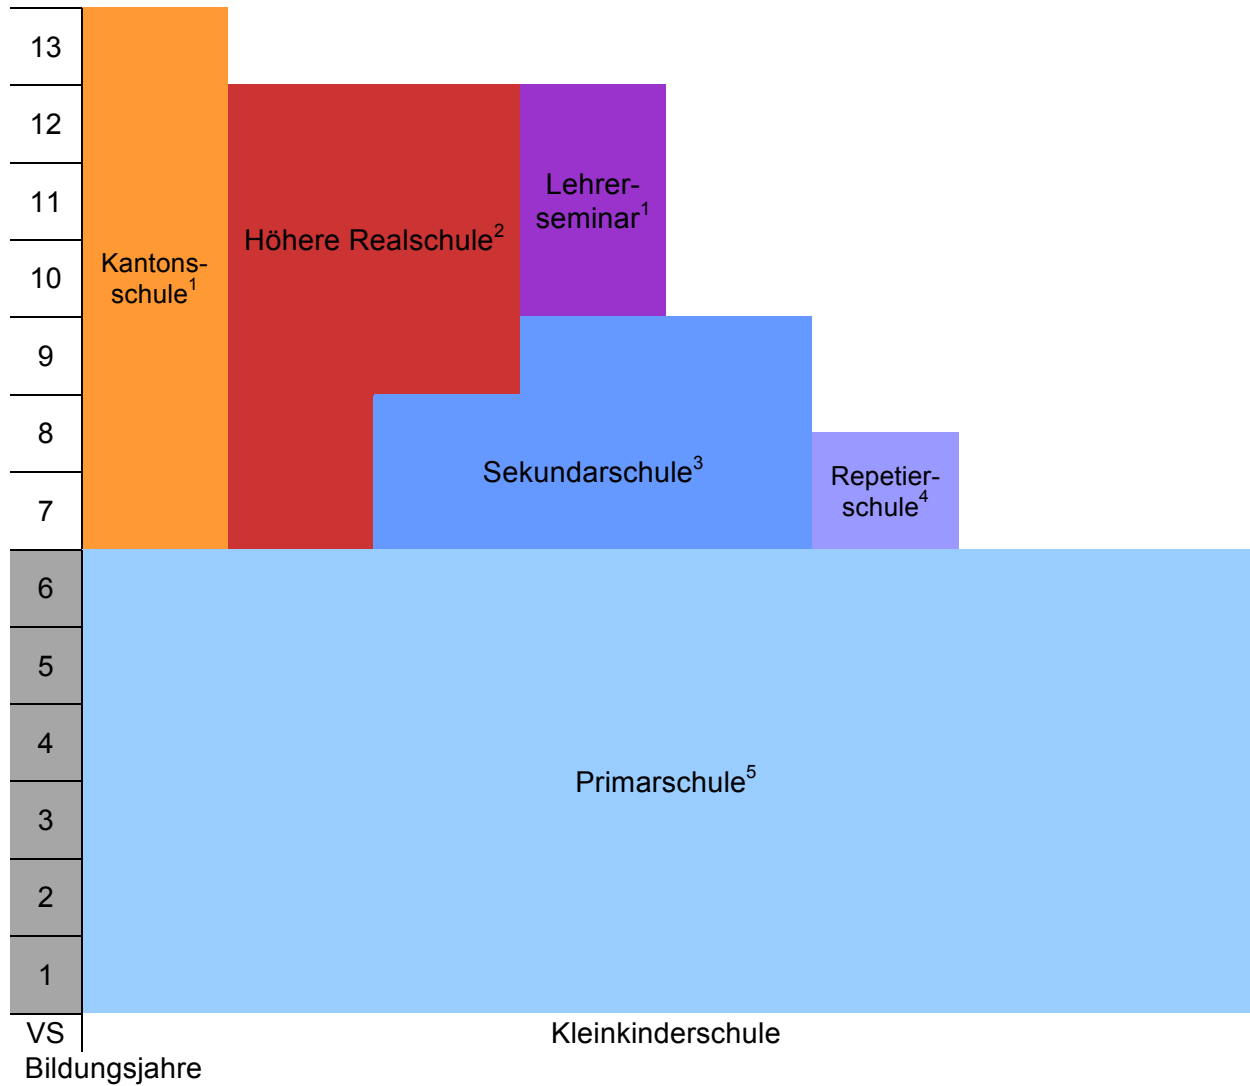 13
12
11
10
9
8
7
6
5
4
3
2
1
VS
Bildungsjahre
Kantons-
schule¹
Höhere Realschule²
Lehrer-
seminar¹
Sekundarschule³
Repetier-
schule⁴
Primarschule⁵
Kleinkinderschule